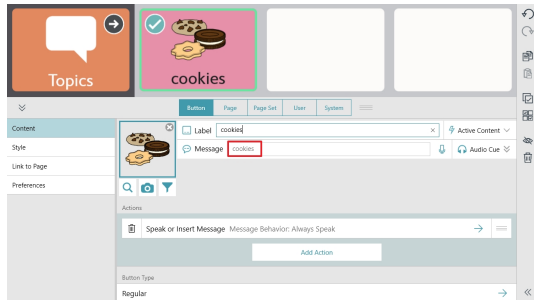 Topics
cookies
Button Page Page Set User System
Content
Style
Link to Page
Preferences
Label cookies Active Content
Message cookies Audio Cue
Actions
Speak or Insert Message Message Behavior: Always Speak
Add Action
Button Type
Regular